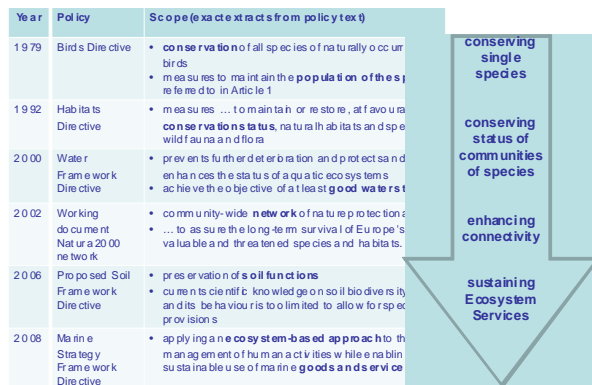 Year Policy Scope (exact extracts from policy text)
1979 Birds Directive • conservation of all species of naturally occurr
birds
• measures to maintain the population of the s
referred to in Article 1
1992 Habitats • measures … to maintain or restore, at favoura
Directive conservation status, natural habitats and spe
wild fauna and flora
2000 Water • prevents further deterioration and protects and
Framework enhances the status of aquatic ecosystems
Directive • achieve the objective of at least good water st
2002 Working • community-wide network of nature protection a
document • … to assure the long-term survival of Europe's
Natura 2000 valuable and threatened species and habitats.
network
2006 Proposed Soil • preservation of soil functions
Framework • current scientific knowledge on soil biodiversity
Directive and its behaviour is too limited to allow for spec
provisions
2008 Marine • applying an ecosystem-based approach to th
Strategy management of human activities while enablin
Framework sustainable use of marine goods and service
Directive
conserving
single
species
conserving
status of
communities
of species
enhancing
connectivity
sustaining
Ecosystem
Services